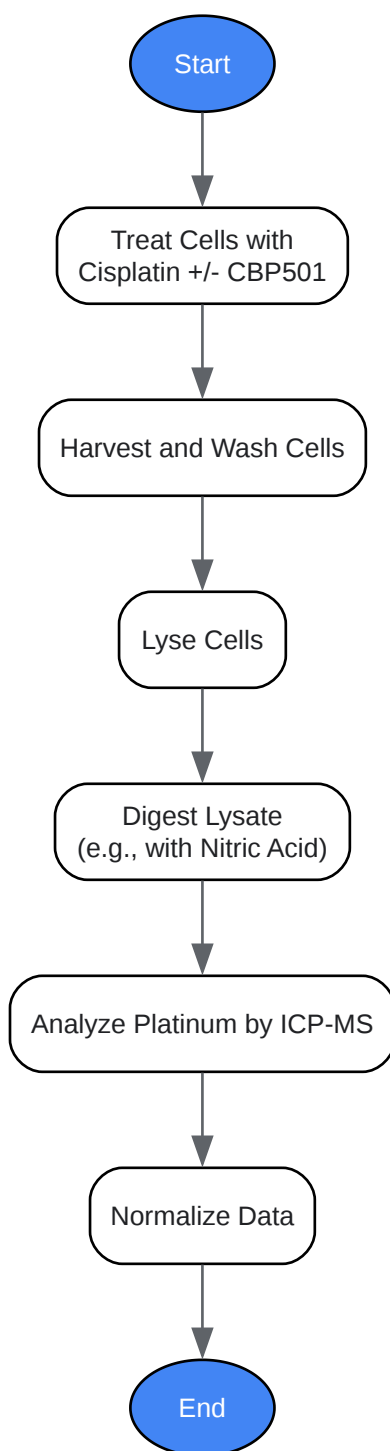 Start
Treat Cells with
Cisplatin +/- CBP501
Harvest and Wash Cells
Lyse Cells
Digest Lysate
(e.g., with Nitric Acid)
Analyze Platinum by ICP-MS
Normalize Data
End